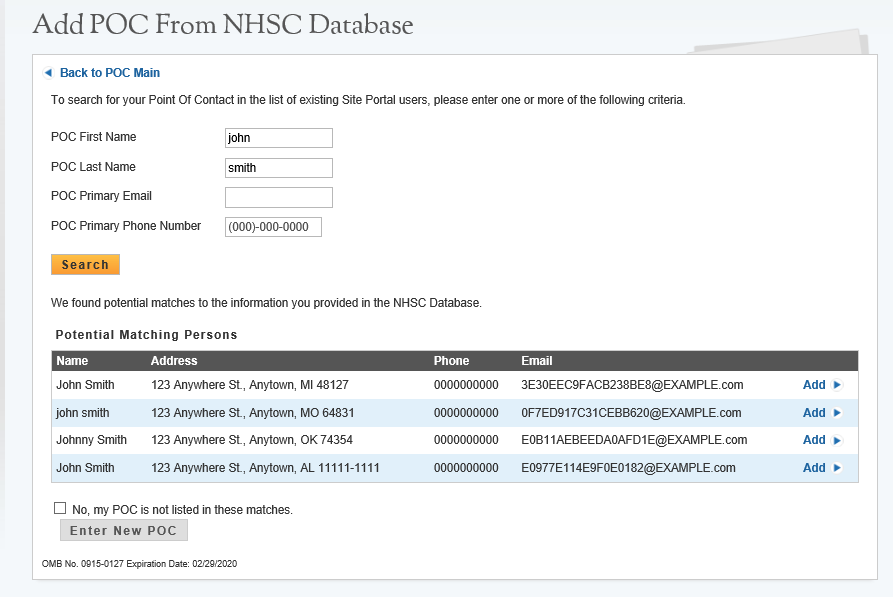 Add POC From NHSC Database
Back to POC Main
To search for your Point Of Contact in the list of existing Site Portal users, please enter one or more of the following criteria.
POC First Name john
POC Last Name smith
POC Primary Email
POC Primary Phone Number (000)-000-0000
Search
We found potential matches to the information you provided in the NHSC Database.
Potential Matching Persons
Name Address Phone Email
John Smith 123 Anywhere St., Anytown, MI 48127 0000000000 3E30EEC9FACB238BE8@EXAMPLE.com Add
john smith 123 Anywhere St., Anytown, MO 64831 0000000000 0F7ED917C31CEBB620@EXAMPLE.com Add
Johnny Smith 123 Anywhere St., Anytown, OK 74354 0000000000 E0B11AEBEEDA0AFD1E@EXAMPLE.com Add
John Smith 123 Anywhere St., Anytown, AL 11111-1111 0000000000 E0977E114E9F0E0182@EXAMPLE.com Add
No, my POC is not listed in these matches.
Enter New POC
OMB No. 0915-0127 Expiration Date: 02/29/2020